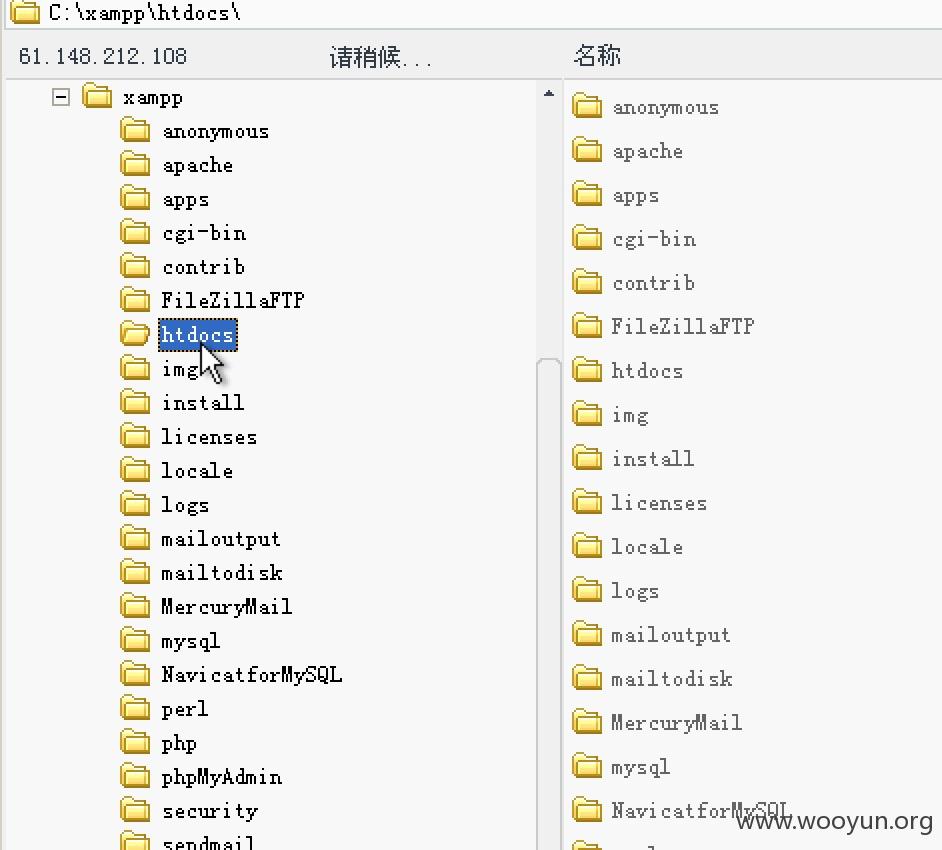 C:\xampp\htdocs\
61.148.212.108 请稍候... 名称
xampp
anonymous
apache
apps
cgi-bin
contrib
FileZillaFTP
htdocs
img
install
licenses
locale
logs
mailoutput
mailtodisk
MercuryMail
mysql
NavicatforMySQL
perl
php
phpMyAdmin
security
sendmail
anonymous
apache
apps
cgi-bin
contrib
FileZillaFTP
htdocs
img
install
licenses
locale
logs
mailoutput
mailtodisk
MercuryMail
mysql
NavicatforMySQL
www.wooyun.org